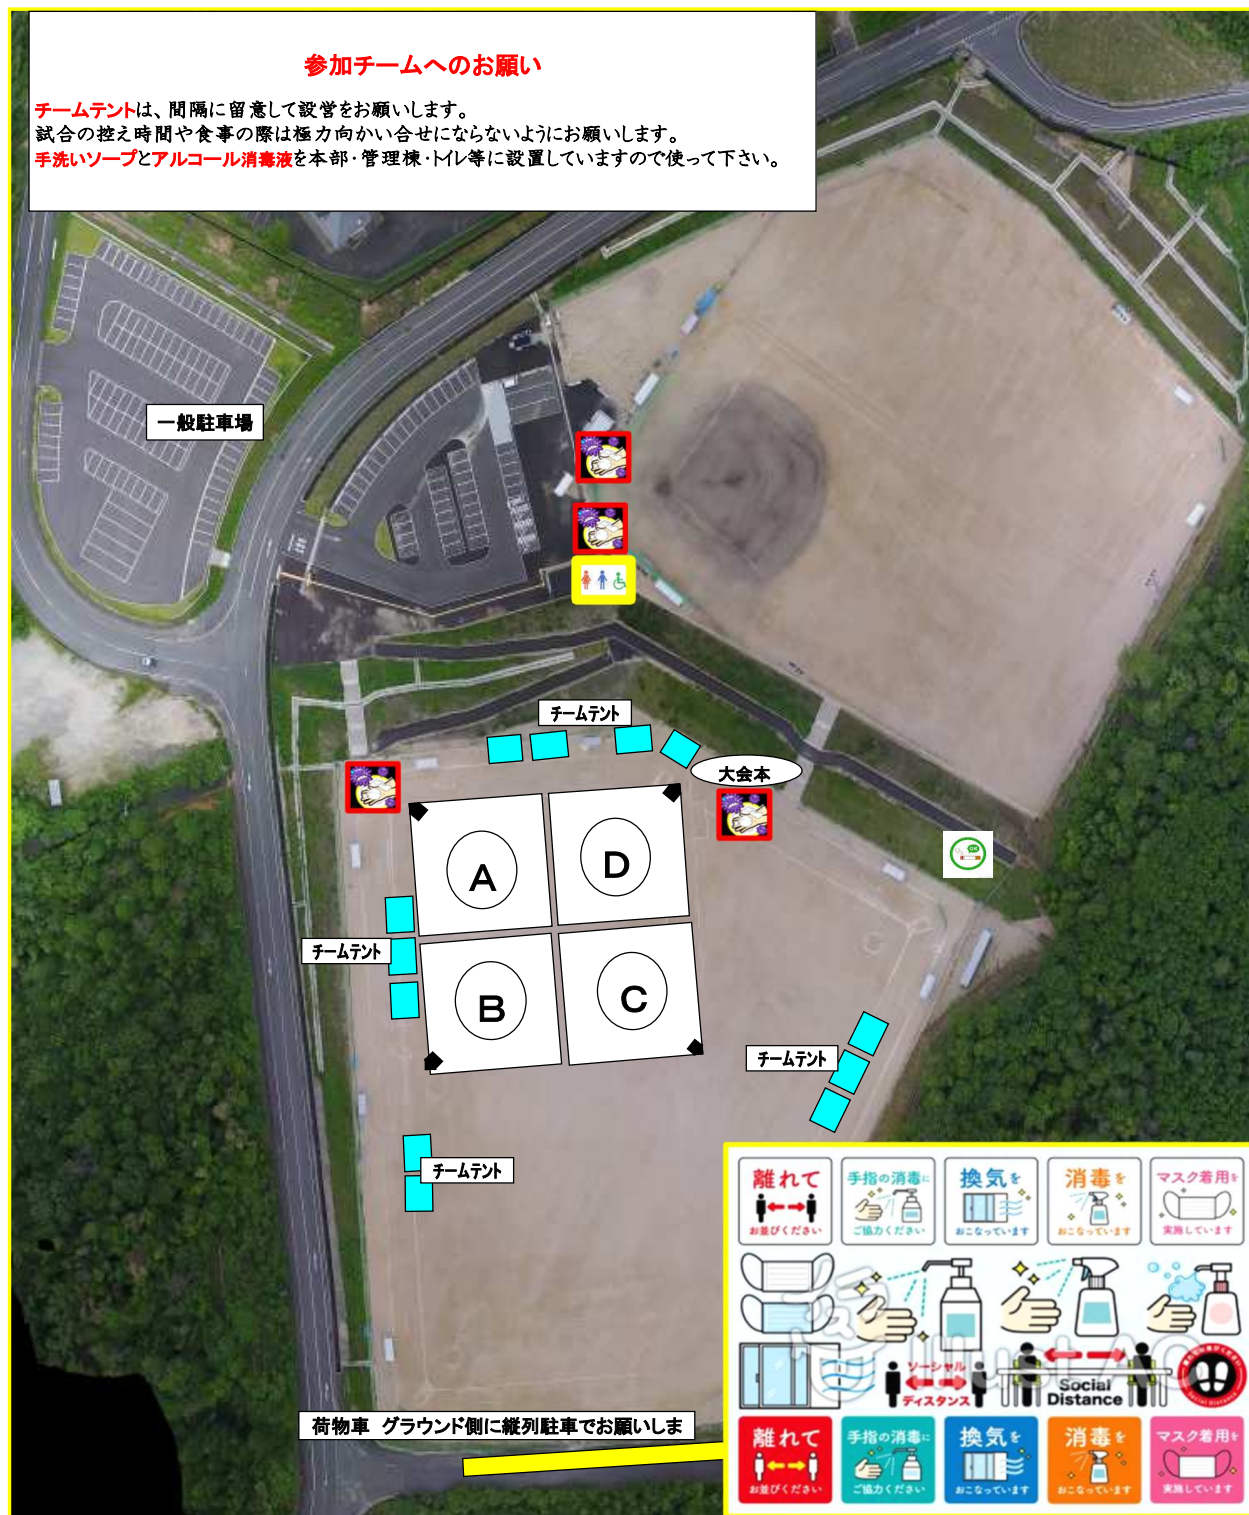 参加チームへのお願い
チームテントは、間隔に留意して設営をお願いします。
試合の控え時間や食事の際は極力向かい合せにならないようにお願いします。
手洗いソープとアルコール消毒液を本部・管理棟・トイレ等に設置していますので使って下さい。
一般駐車場
チームテント
大会本
A
D
チームテント
B
C
チームテント
チームテント
離れて
お並びください
手指の消毒に
ご協力ください
換気を
おこなっています
消毒を
おこなっています
マスク着用を
実施しています
ソーシャル
ディスタンス
Social
Distance
荷物車 グラウンド側に縦列駐車でお願いしま
離れて
お並びください
手指の消毒に
ご協力ください
換気を
おこなっています
消毒を
おこなっています
マスク着用を
実施しています